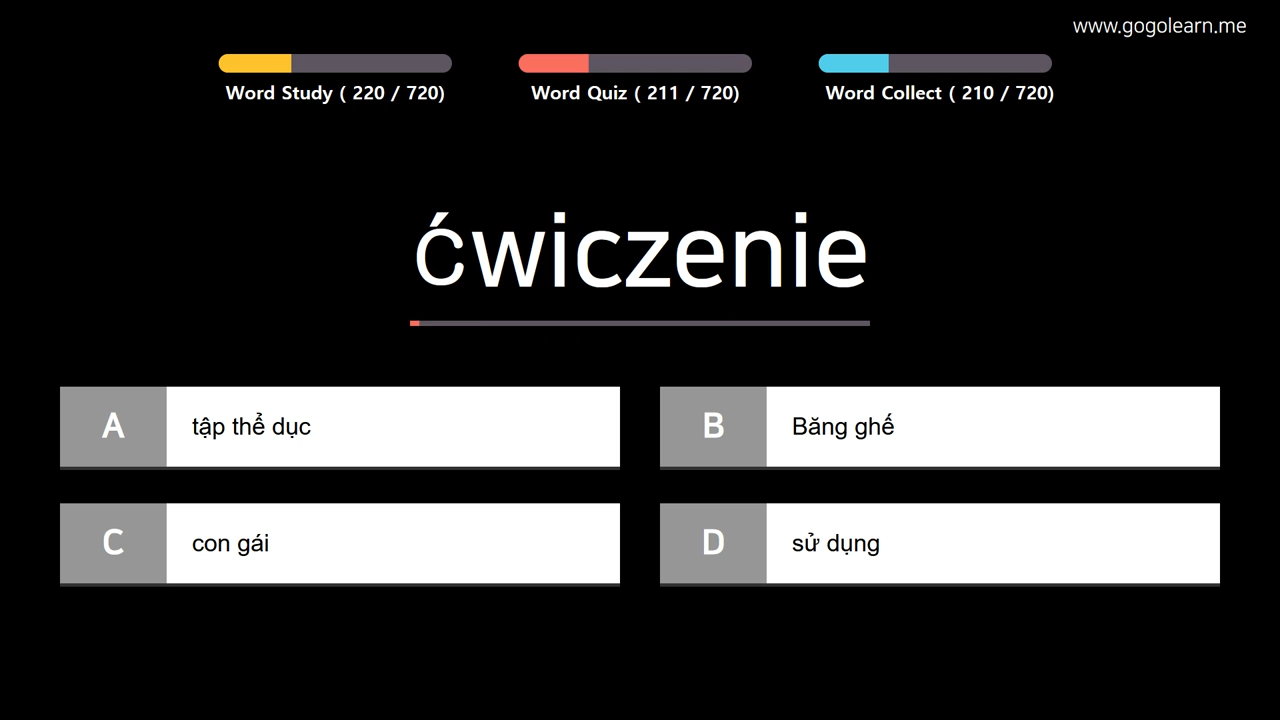 www.gogolearn.me
Word Study ( 220 / 720)
Word Quiz ( 211 / 720)
Word Collect ( 210 / 720)
ćwiczenie
A
tập thể dục
B
Băng ghế
C
con gái
D
sử dụng